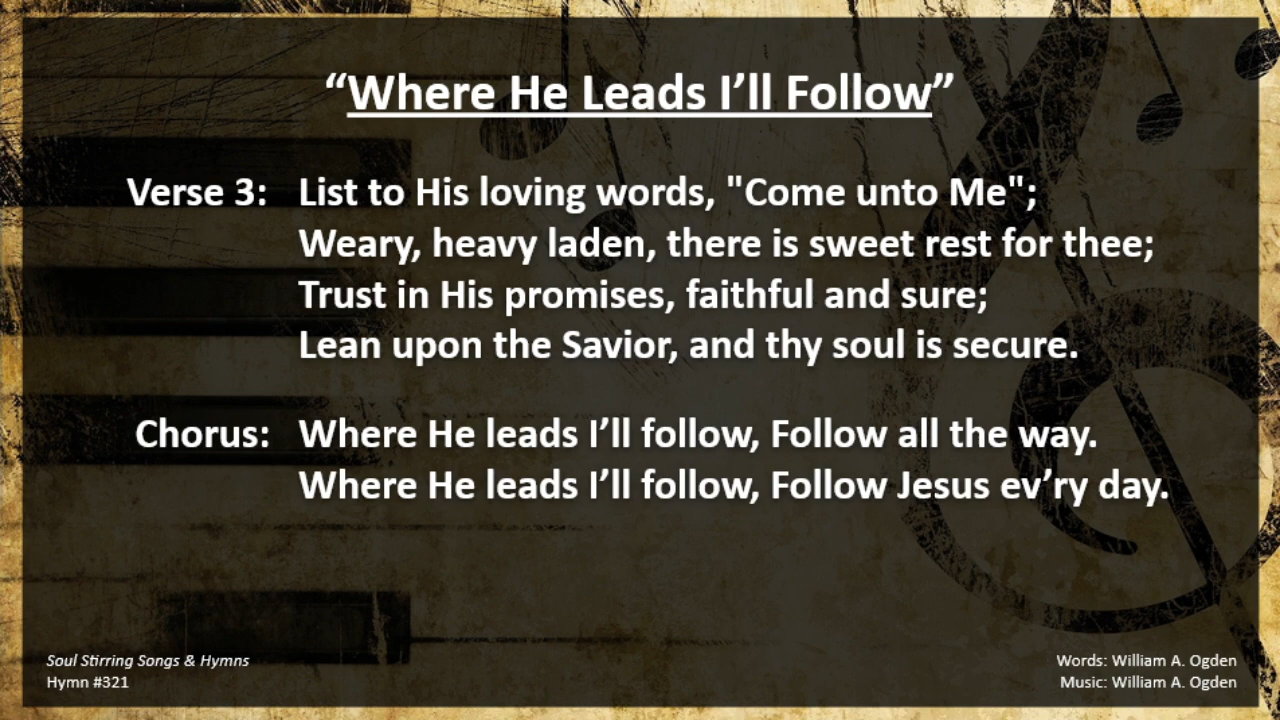 “Where He Leads I’ll Follow”
Verse 3: List to His loving words, "Come unto Me";
Weary, heavy laden, there is sweet rest for thee;
Trust in His promises, faithful and sure;
Lean upon the Savior, and thy soul is secure.
Chorus: Where He leads I’ll follow, Follow all the way.
Where He leads I’ll follow, Follow Jesus ev’ry day.
Soul Stirring Songs & Hymns
Hymn #321
Words: William A. Ogden
Music: William A. Ogden